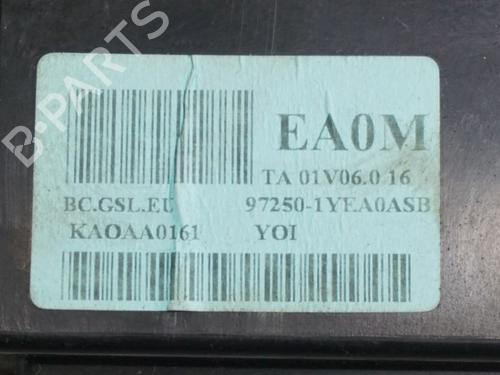 B-PARTS
EA0M
TA 01V06.0 16
BC.GSL.EU 97250-1YEA0ASB
KAOAA0161 YOI